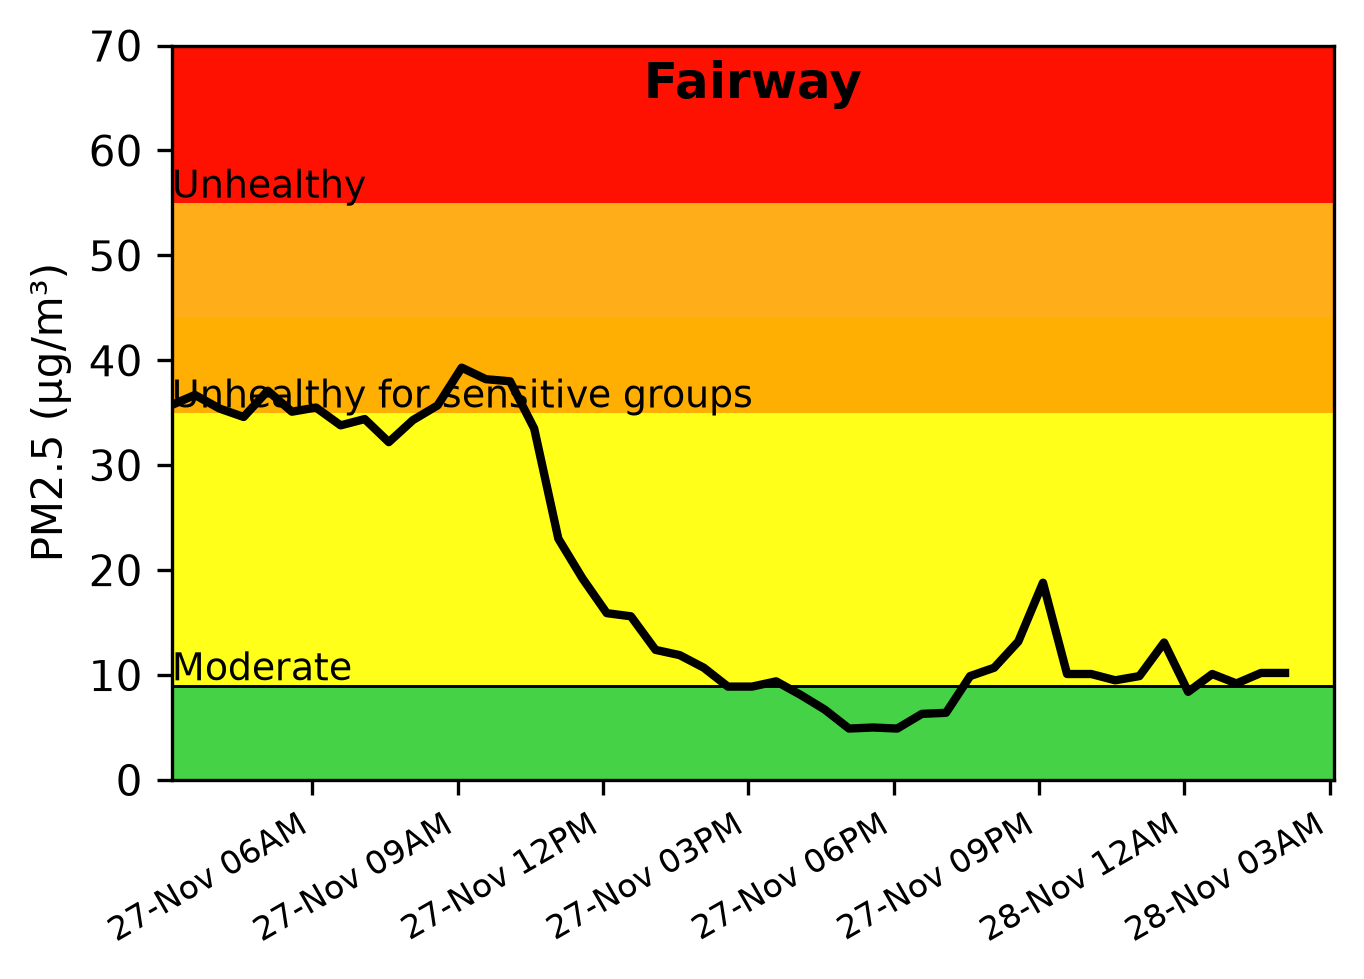 Fairway
70
60
50
40
30
20
10
0
PM2.5 (µg/m³)
Unhealthy
Unhealthy for sensitive groups
Moderate
27-Nov 06AM
27-Nov 09AM
27-Nov 12PM
27-Nov 03PM
27-Nov 06PM
27-Nov 09PM
28-Nov 12AM
28-Nov 03AM